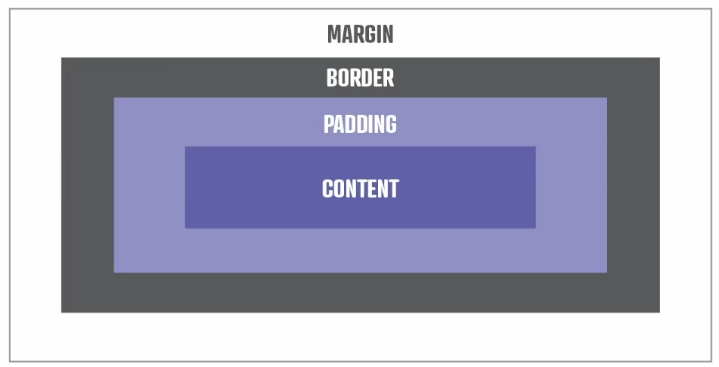 MARGIN
BORDER
PADDING
CONTENT